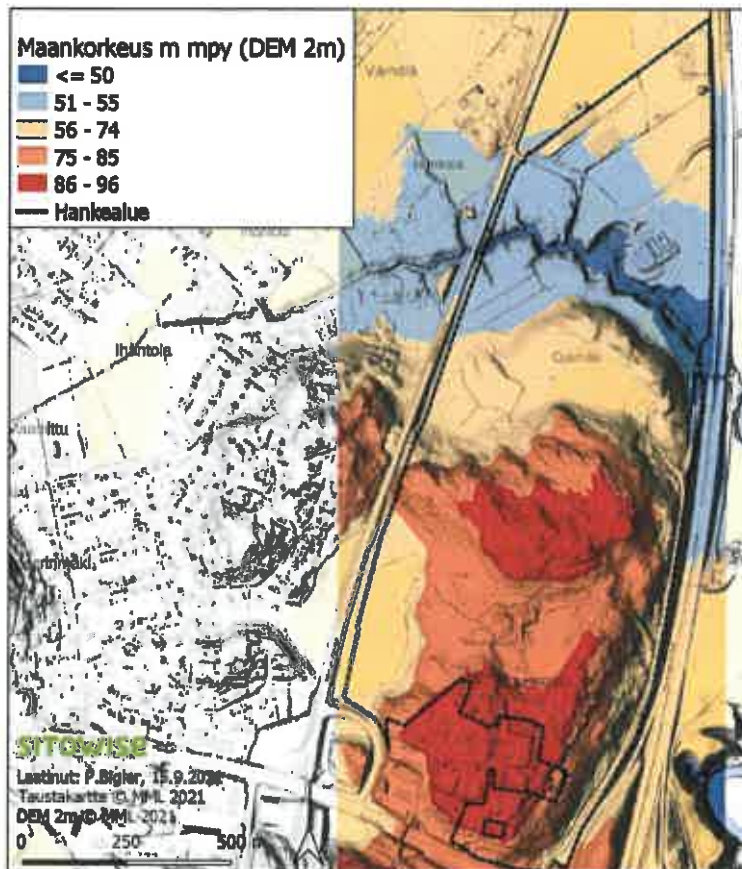 Maankorkeus m mpy (DEM 2m)
<= 50
51 - 55
56 - 74
75 - 85
86 - 96
Hankealue
Ihantola
SITOWISE
Laatinut: P.Bigler, 15.9.2021
Taustakartta © MML 2021
DEM 2m © MML 2021
0 250 500